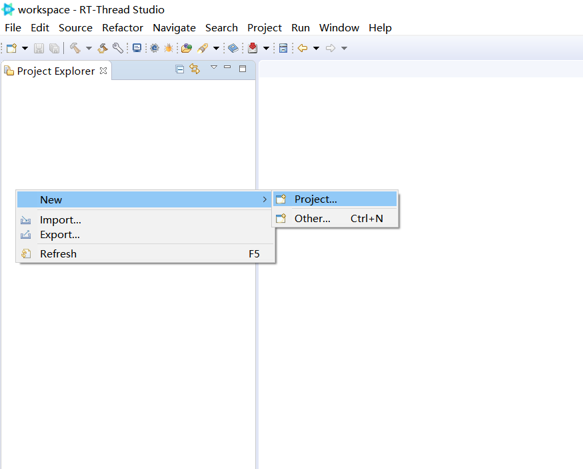 workspace - RT-Thread Studio
File Edit Source Refactor Navigate Search Project Run Window Help
Project Explorer
New
Project...
Import...
Other... Ctrl+N
Export...
Refresh F5